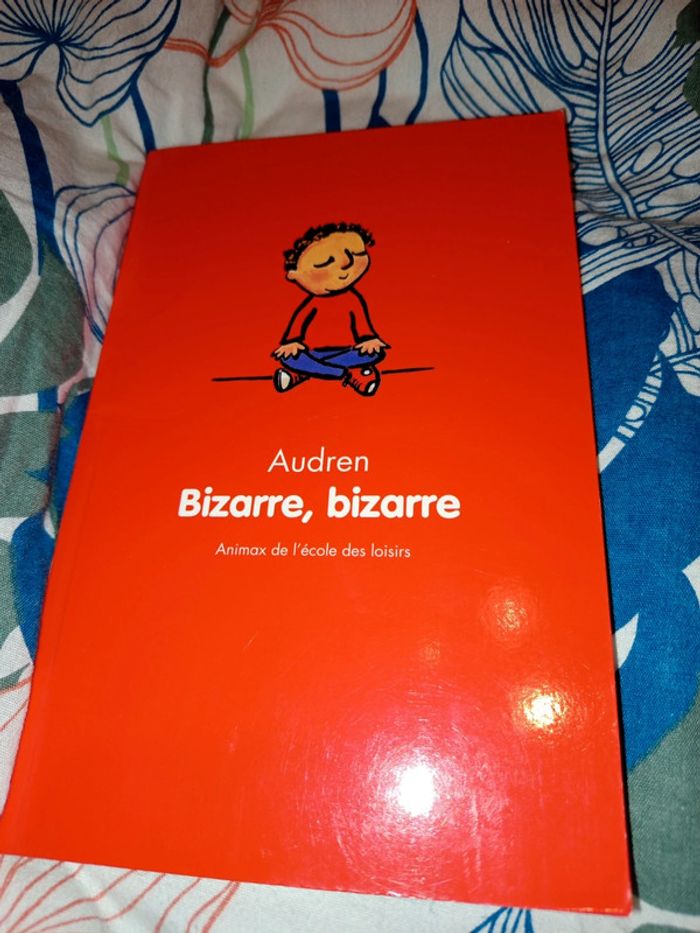 Audren
Bizarre, bizarre
Animax de l'école des loisirs